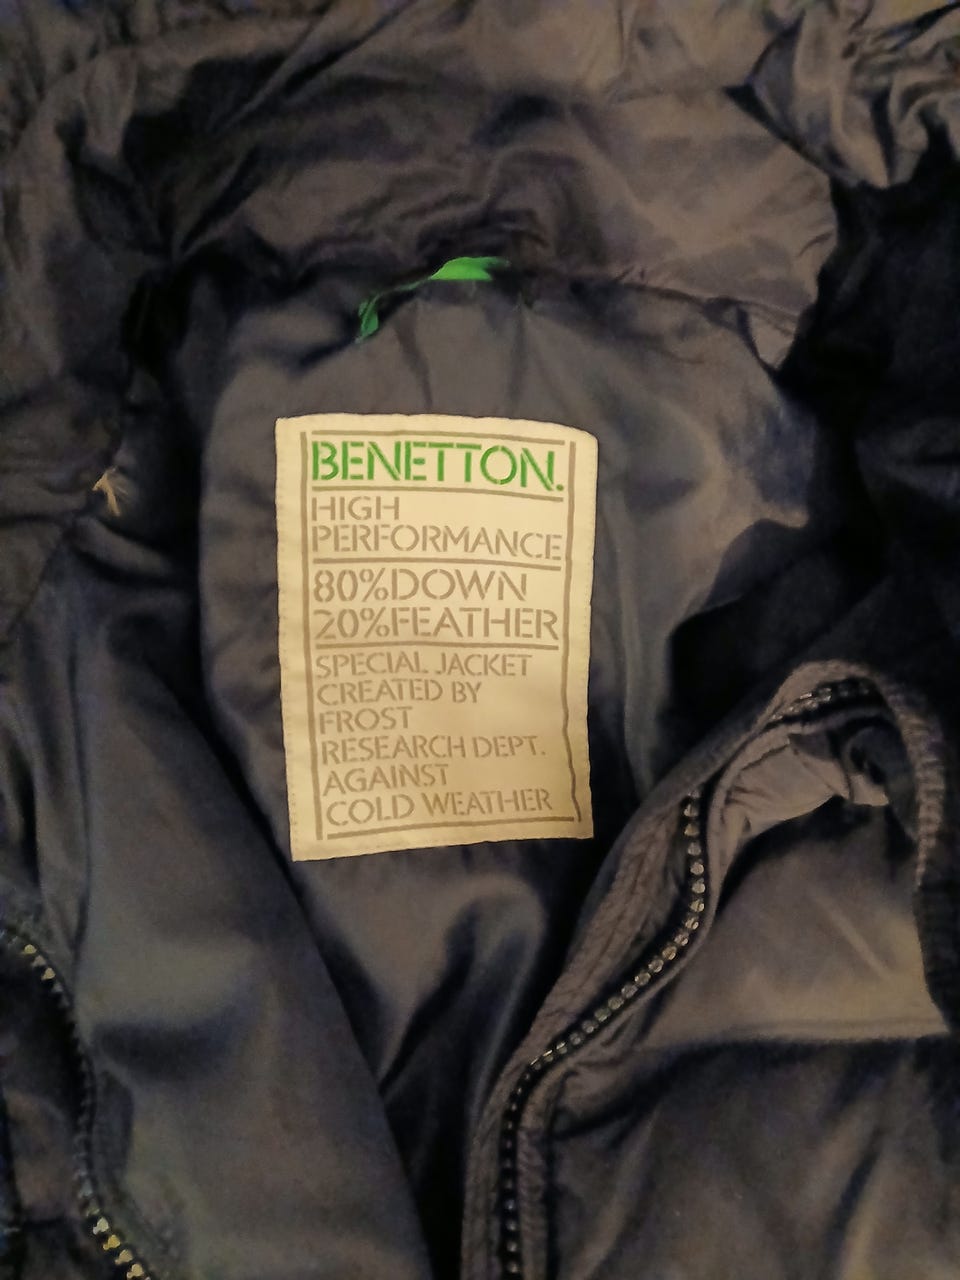 BENETTON.
HIGH
PERFORMANCE
80%DOWN
20%FEATHER
SPECIAL JACKET
CREATED BY
FROST
RESEARCH DEPT.
AGAINST
COLD WEATHER